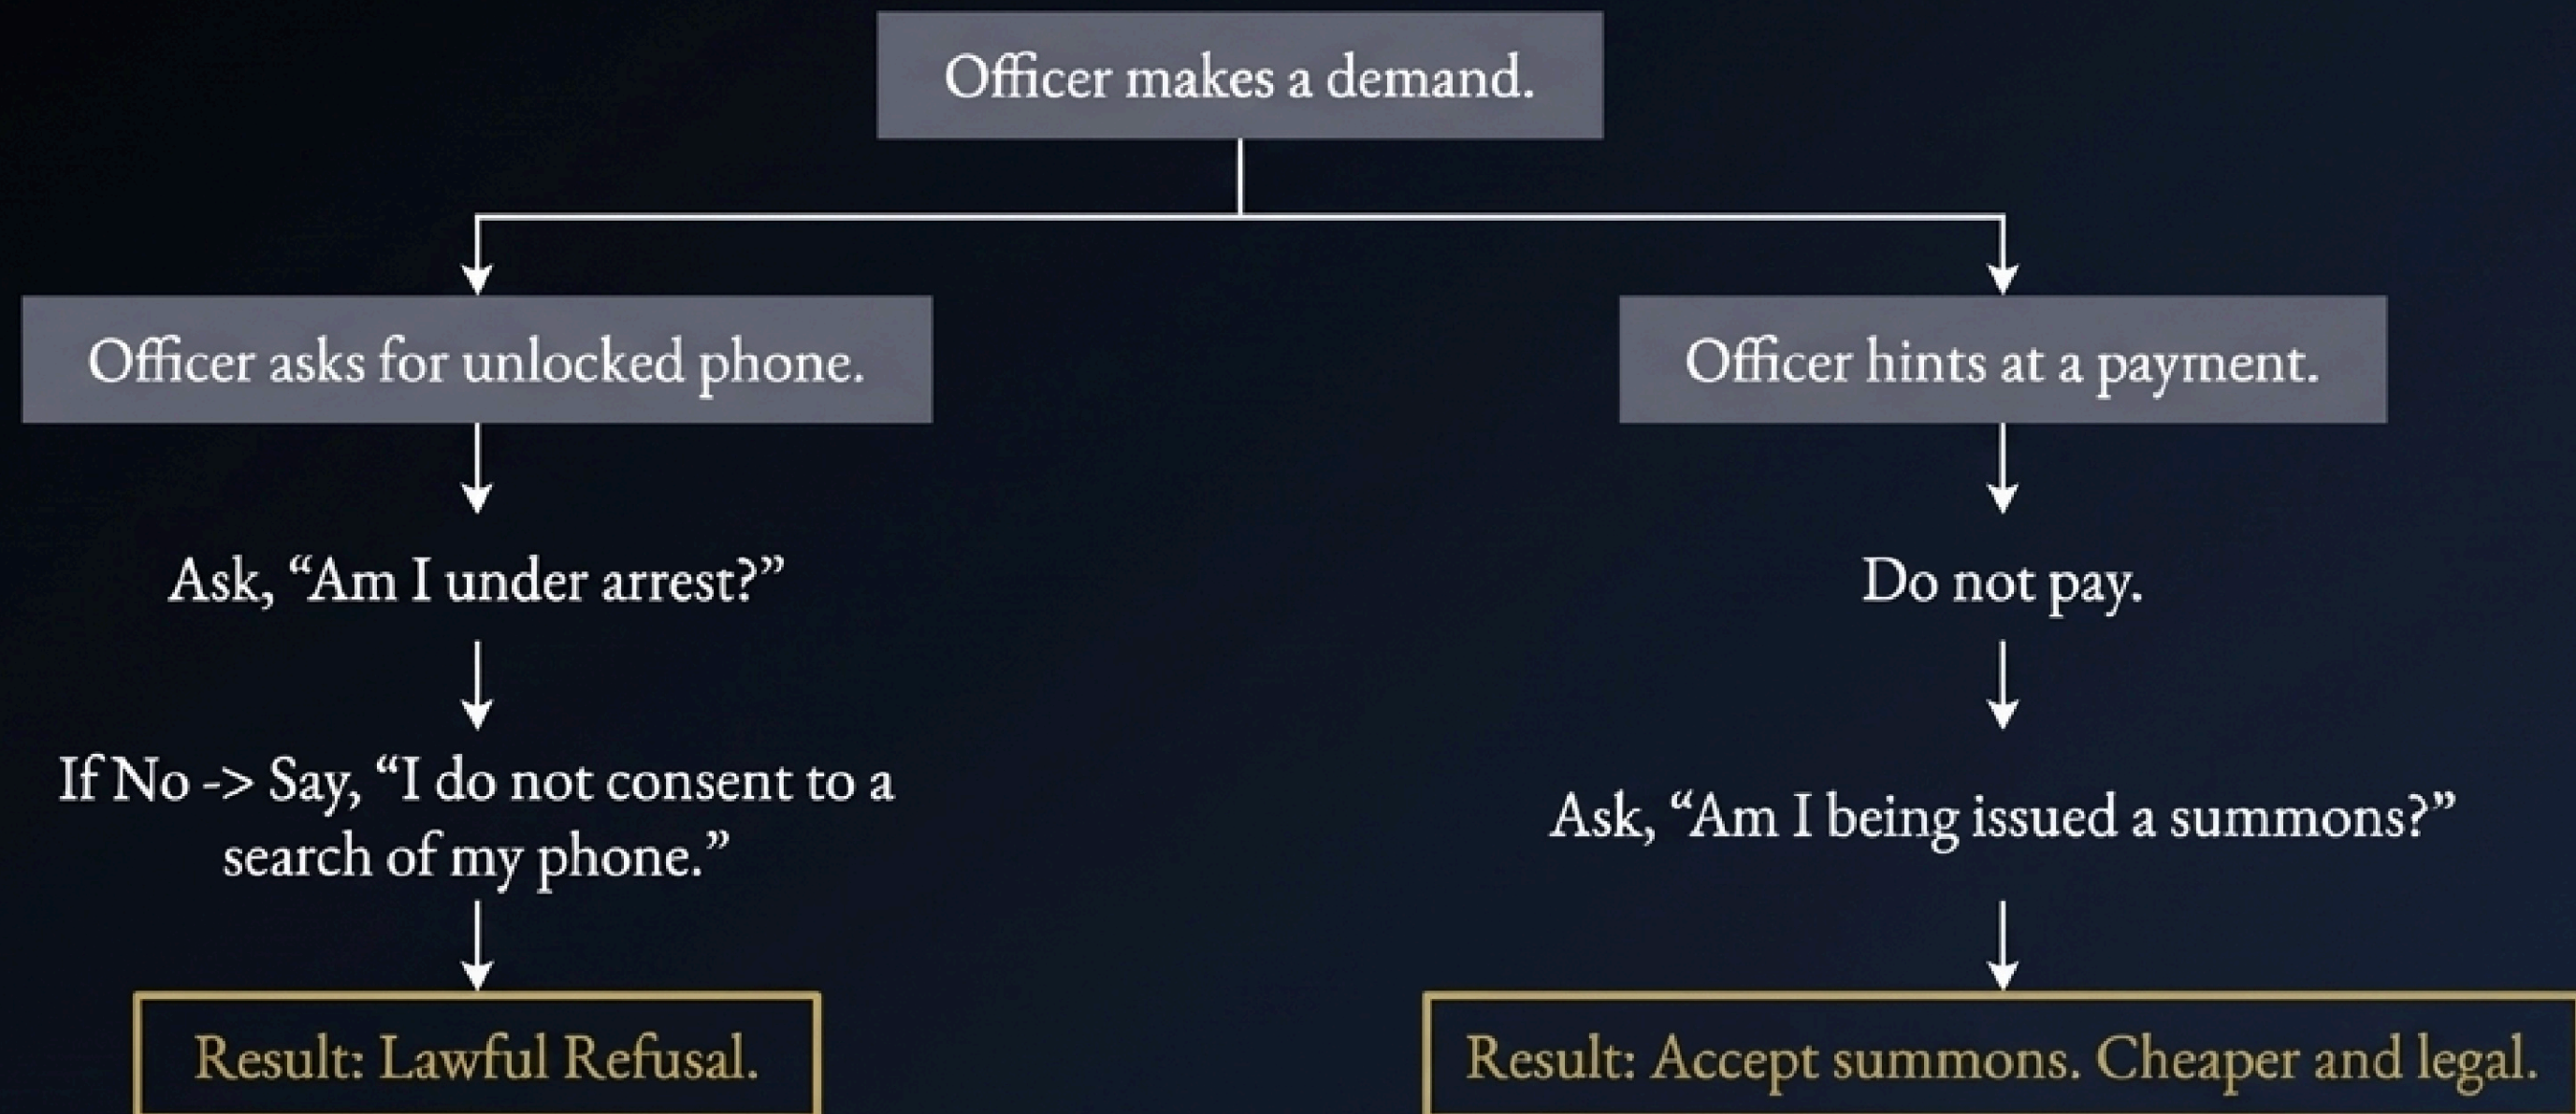 Officer makes a demand.
Officer asks for unlocked phone.
Ask, “Am I under arrest?”
If No -> Say, “I do not consent to a
search of my phone.”
Result: Lawful Refusal.
Officer hints at a payment.
Do not pay.
Ask, “Am I being issued a summons?”
Result: Accept summons. Cheaper and legal.